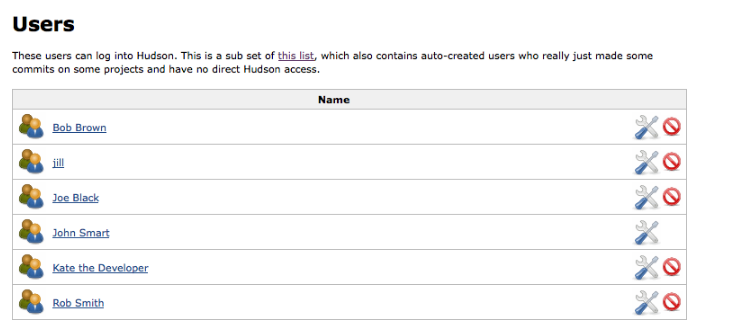 Users
These users can log into Hudson. This is a sub set of this list, which also contains auto-created users who really just made some
commits on some projects and have no direct Hudson access.
Name
Bob Brown
jill
Joe Black
John Smart
Kate the Developer
Rob Smith